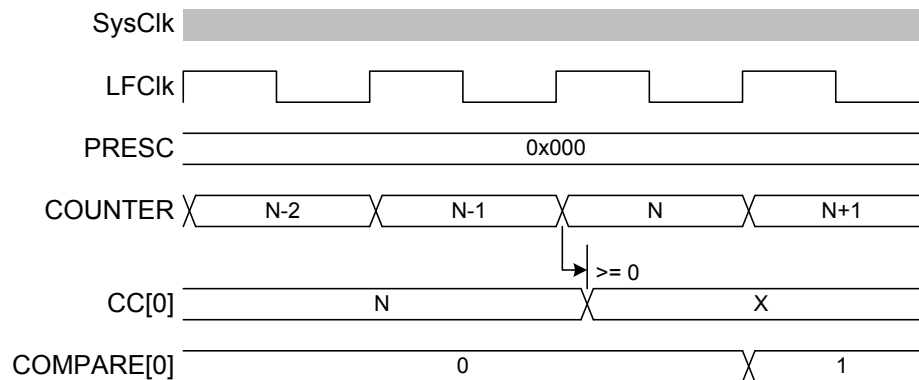 SysClk
LFClk
PRESC 0x000
COUNTER N-2 N-1 N N+1
>= 0
CC[0] N X
COMPARE[0] 0 1